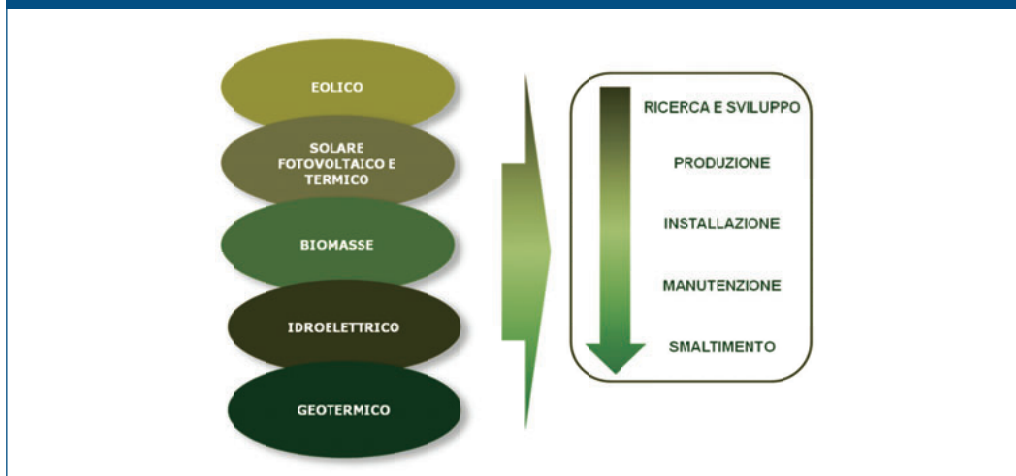 EOLICO
SOLARE
FOTOVOLTAICO E
TERMICO
BIOMASSE
IDROELETTRICO
GEOTERMICO
RICERCA E SVILUPPO
PRODUZIONE
INSTALLAZIONE
MANUTENZIONE
SMALTIMENTO